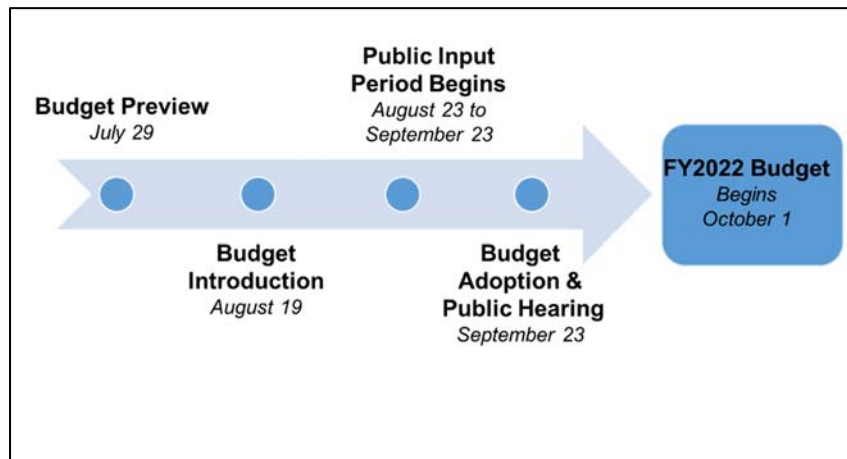 Budget Preview
July 29
Budget
Introduction
August 19
Public Input
Period Begins
August 23 to
September 23
Budget
Adoption &
Public Hearing
September 23
FY2022 Budget
Begins
October 1